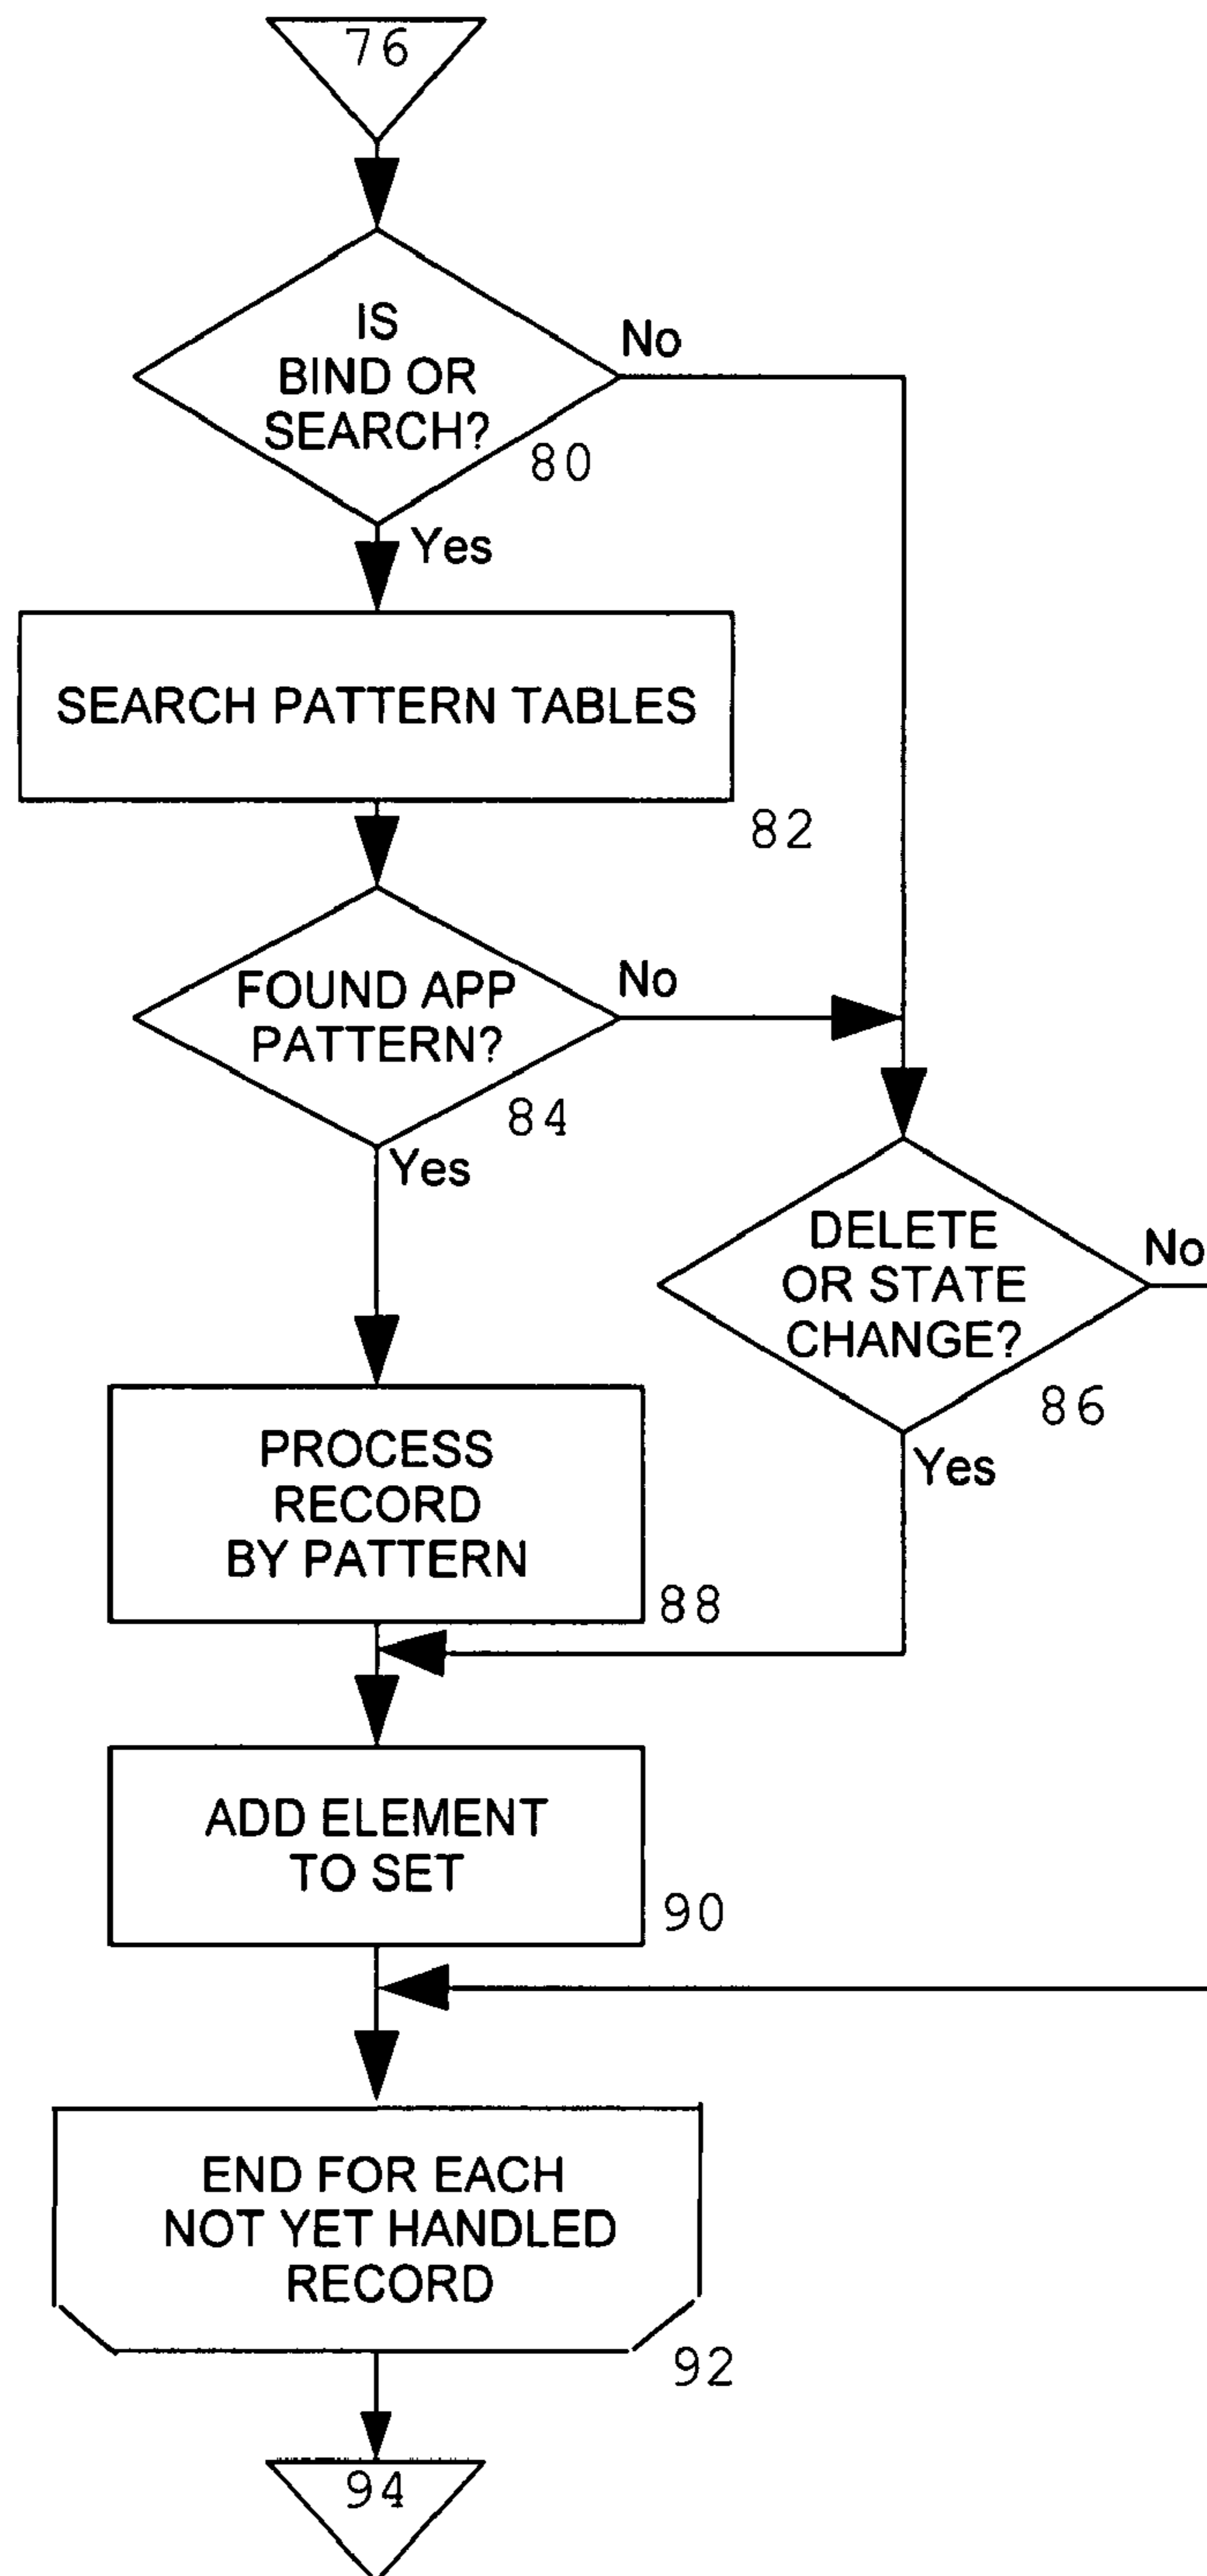 76
IS
BIND OR
SEARCH?
No
80
Yes
SEARCH PATTERN TABLES
82
FOUND APP
PATTERN?
No
84
Yes
DELETE
OR STATE
CHANGE?
No
86
Yes
PROCESS
RECORD
BY PATTERN
88
ADD ELEMENT
TO SET
90
END FOR EACH
NOT YET HANDLED
RECORD
92
94